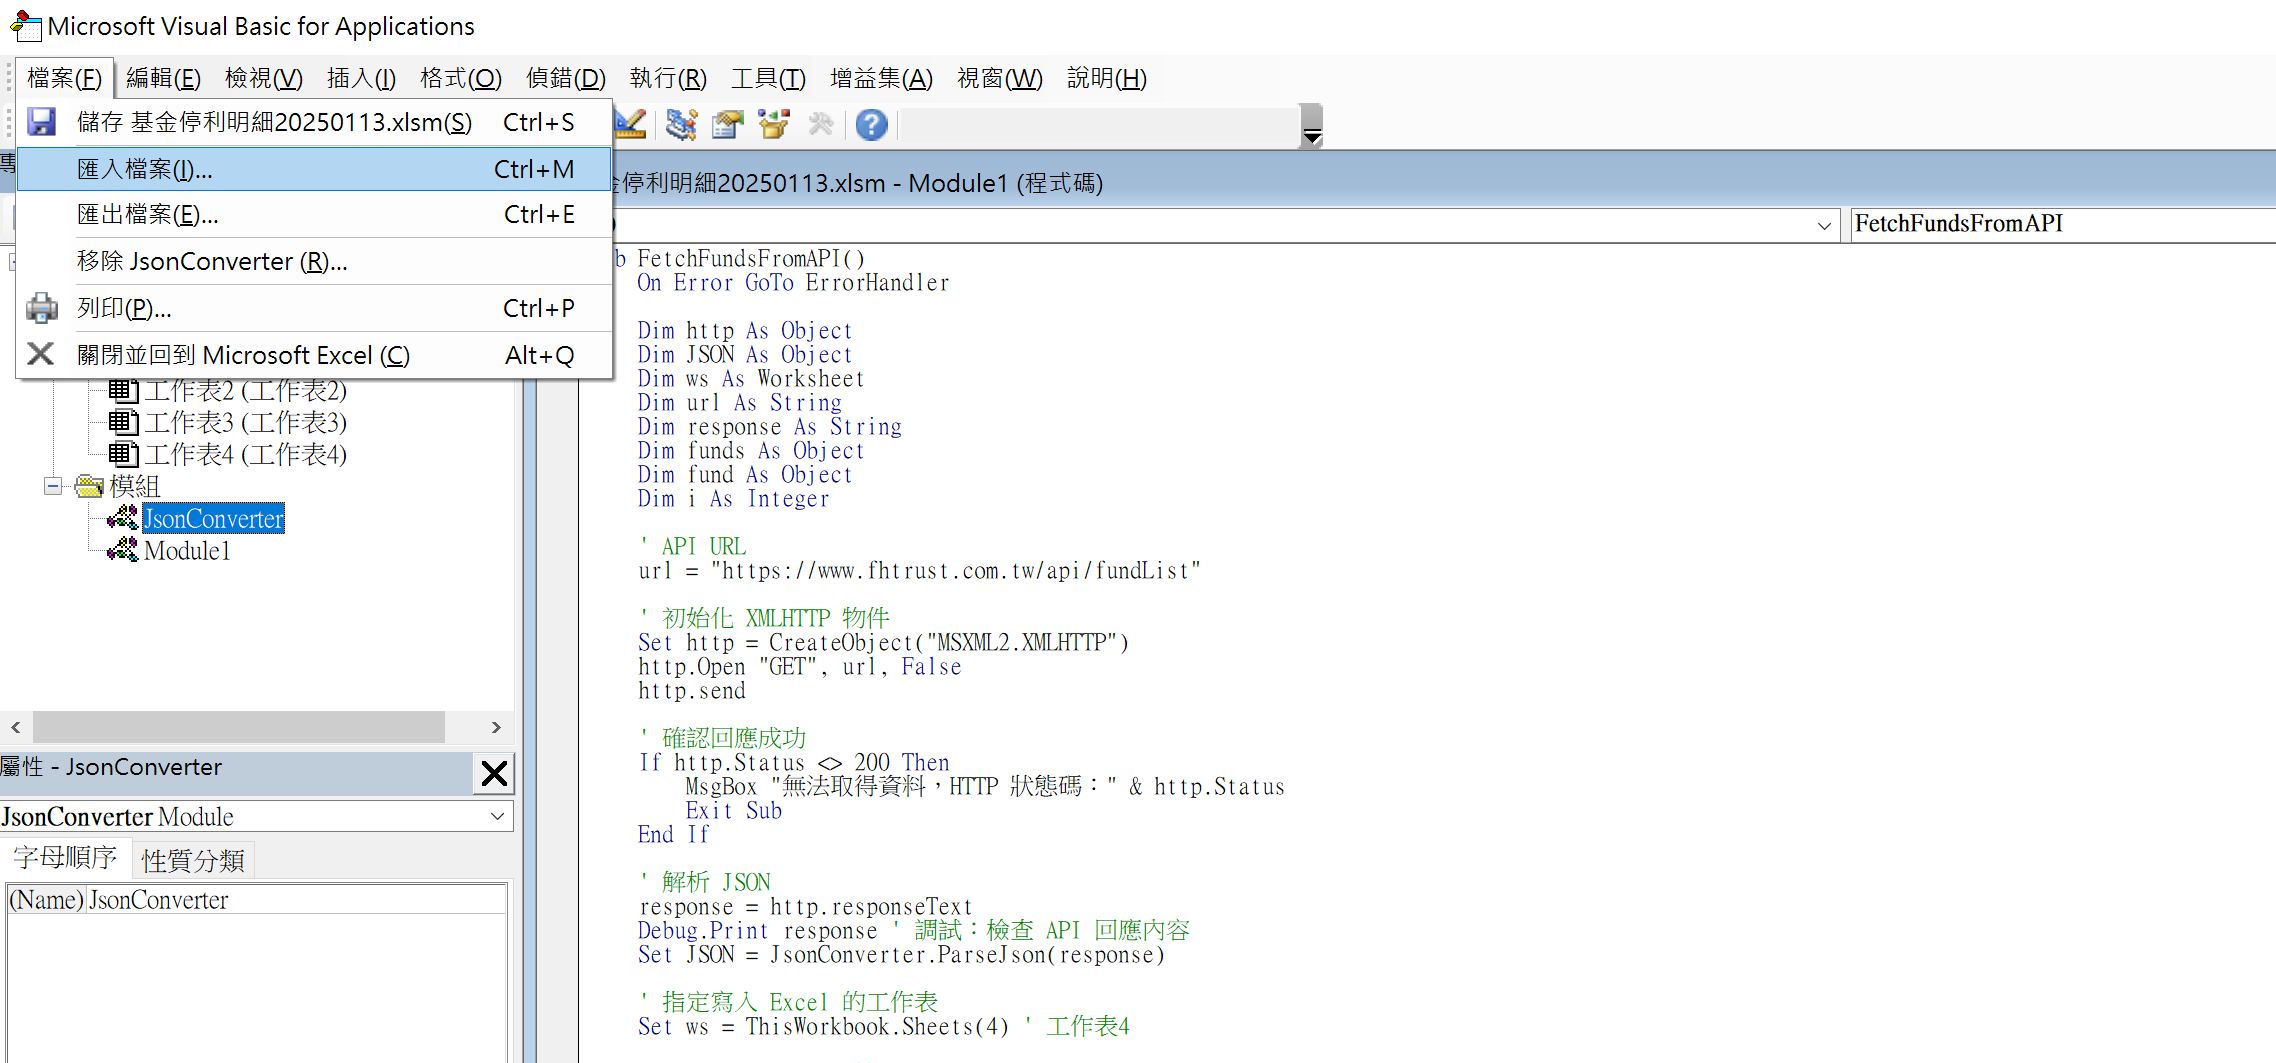 Microsoft Visual Basic for Applications
檔案(F) 編輯(E) 檢視(V) 插入(I) 格式(O) 偵錯(D) 執行(R) 工具(T) 增益集(A) 視窗(W) 說明(H)
儲存 基金停利明細20250113.xlsm(S) Ctrl+S
匯入檔案(I)... Ctrl+M
匯出檔案(E)... Ctrl+E
移除 JsonConverter (R)...
列印(P)... Ctrl+P
關閉並回到 Microsoft Excel (C) Alt+Q
工作表2 (工作表2)
工作表3 (工作表3)
工作表4 (工作表4)
模組
JsonConverter
Module1
屬性 - JsonConverter
JsonConverter Module
字母順序 性質分類
(Name) JsonConverter
停利明細20250113.xlsm - Module1 (程式碼)
FetchFundsFromAPI
b FetchFundsFromAPI()
On Error GoTo ErrorHandler
Dim http As Object
Dim JSON As Object
Dim ws As Worksheet
Dim url As String
Dim response As String
Dim funds As Object
Dim fund As Object
Dim i As Integer
' API URL
url = "https://www.fhtrust.com.tw/api/fundList"
' 初始化 XMLHTTP 物件
Set http = CreateObject("MSXML2.XMLHTTP")
http.Open "GET", url, False
http.send
' 確認回應成功
If http.Status <> 200 Then
MsgBox "無法取得資料，HTTP 狀態碼：" & http.Status
Exit Sub
End If
' 解析 JSON
response = http.responseText
Debug.Print response ' 調試：檢查 API 回應內容
Set JSON = JsonConverter.ParseJson(response)
' 指定寫入 Excel 的工作表
Set ws = ThisWorkbook.Sheets(4) ' 工作表4